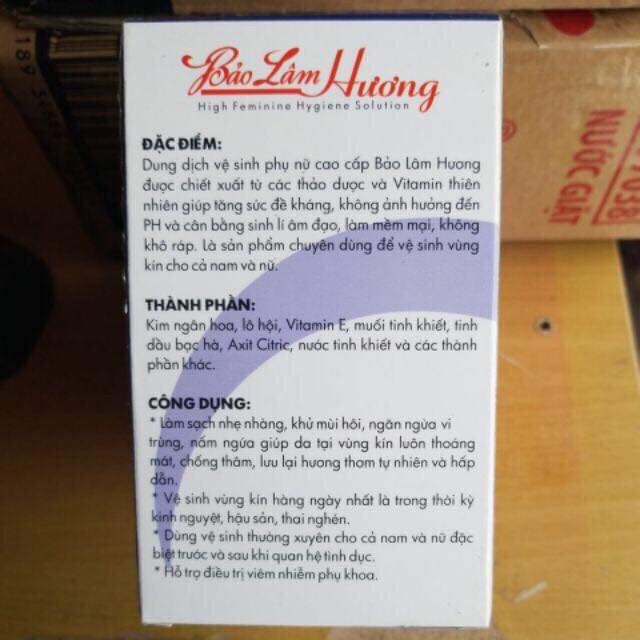 Bảo Lâm Hương
High Feminine Hygiene Solution
ĐẶC ĐIỂM:
Dung dịch vệ sinh phụ nữ cao cấp Bảo Lâm Hương
được chiết xuất từ các thảo dược và Vitamin thiên
nhiên giúp tăng sức đề kháng, không ảnh hưởng đến
PH và cân bằng sinh lí âm đạo, làm mềm mại, không
khô ráp. Là sản phẩm chuyên dùng để vệ sinh vùng
kín cho cả nam và nữ.
THÀNH PHẦN:
Kim ngân hoa, lô hội, Vitamin E, muối tinh khiết, tinh
dầu bạc hà, Axit Citric, nước tinh khiết và các thành
phần khác.
CÔNG DỤNG:
* Làm sạch nhẹ nhàng, khử mùi hôi, ngăn ngừa vi
trùng, nấm ngứa giúp da tại vùng kín luôn thoáng
mát, chống thâm, lưu lại hương thơm tự nhiên và hấp
dẫn.
* Vệ sinh vùng kín hàng ngày nhất là trong thời kỳ
kinh nguyệt, hậu sản, thai nghén.
* Dùng vệ sinh thường xuyên cho cả nam và nữ đặc
biệt trước và sau khi quan hệ tình dục.
* Hỗ trợ điều trị viêm nhiễm phụ khoa.
NƯỚC GIẶT
7038
189